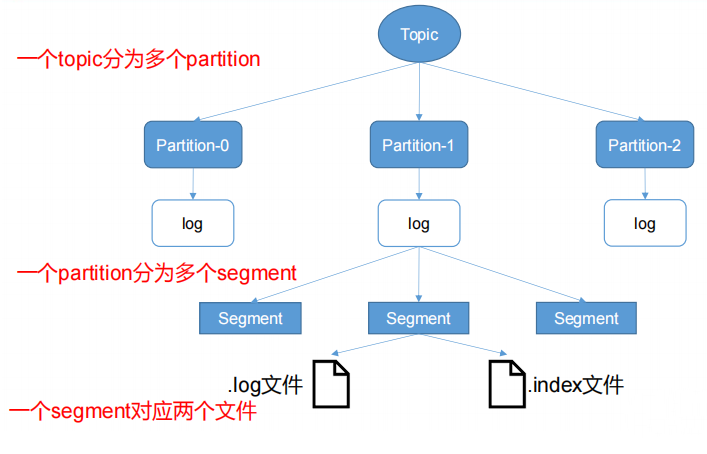 Topic
一个topic分为多个partition
Partition-0
Partition-1
Partition-2
log
log
log
一个partition分为多个segment
Segment
Segment
Segment
.log文件
.index文件
一个segment对应两个文件